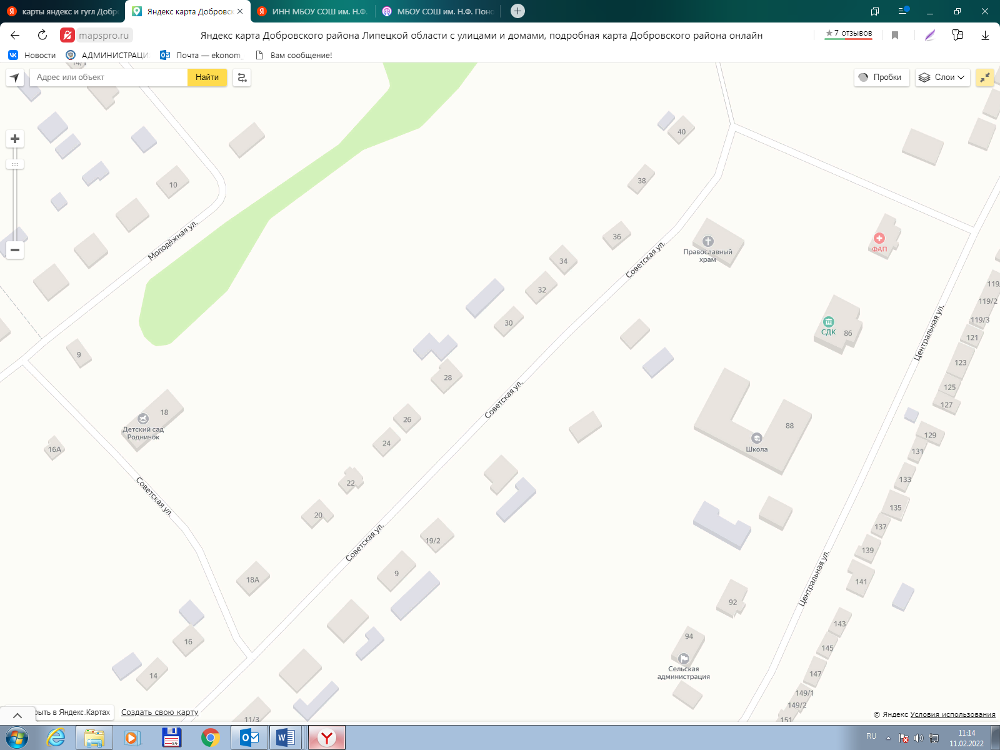 карты яндекс и гугл Добр
Яндекс карта Добровск
ИНН МБОУ СОШ им. Н.Ф.
МБОУ СОШ им. Н.Ф. Поно
mapspro.ru
Яндекс карта Добровского района Липецкой области с улицами и домами, подробная карта Добровского района онлайн
★7 отзывов
Новости
АДМИНИСТРАЦИ
Почта — ekonom_
Вам сообщение!
14/1
Адрес или объект
Найти
Пробки
Слои
40
38
10
Молодёжная ул.
36
Советская ул.
Православный
храм
ФАП
34
32
30
119/2
119/3
СДК
86
121
Центральная ул.
9
123
28
125
127
Советская ул.
18
Детский сад
Родничок
26
88
24
Школа
16А
129
131
22
133
Советская ул.
20
135
137
19/2
Советская ул.
139
9
18А
141
Центральная ул.
92
143
16
94
145
Сельская
администрация
14
147
149/1
149/2
151
11/3
рыть в Яндекс.Картах
Создать свою карту
© Яндекс Условия использования
RU
11:14
11.02.2022